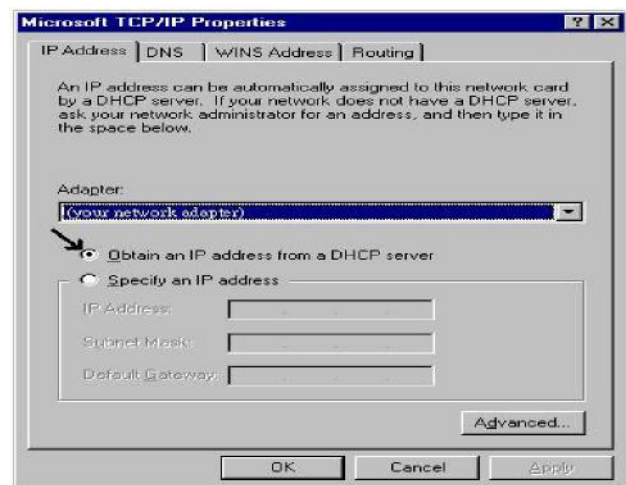 Microsoft TCP/IP Properties
IP Address DNS WINS Address Routing
An IP address can be automatically assigned to this network card
by a DHCP server. If your network does not have a DHCP server,
ask your network administrator for an address, and then type it in
the space below.
Adapter:
(your network adapter)
Obtain an IP address from a DHCP server
Specify an IP address
IP Address:
Subnet Mask:
Default Gateway:
Advanced...
OK Cancel Apply